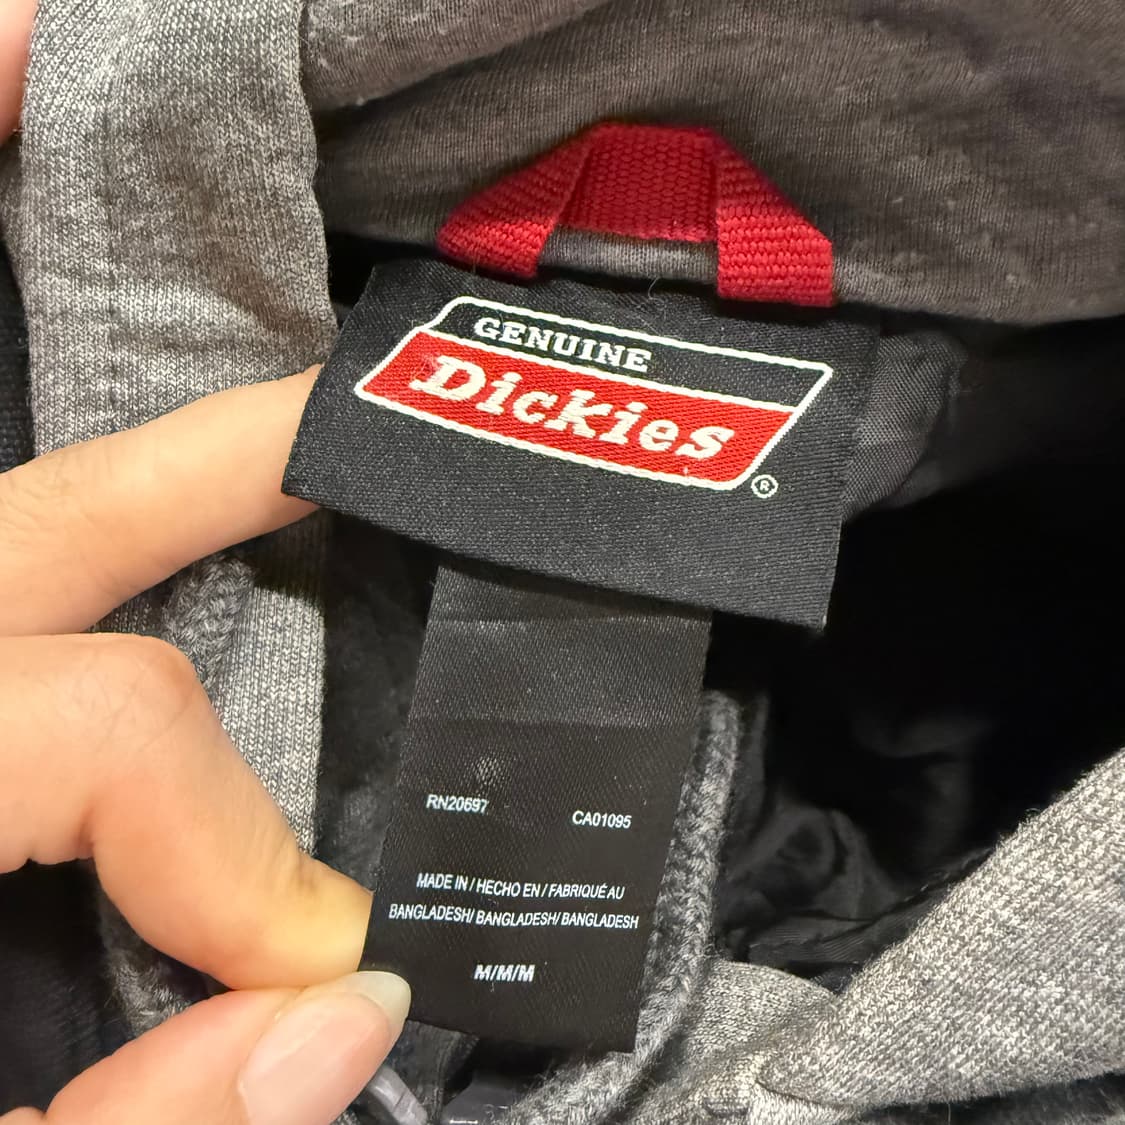 GENUINE
Dickies
®
RN20697
CA01095
MADE IN / HECHO EN / FABRIQUÉ AU
BANGLADESH/ BANGLADESH/ BANGLADESH
M/M/M